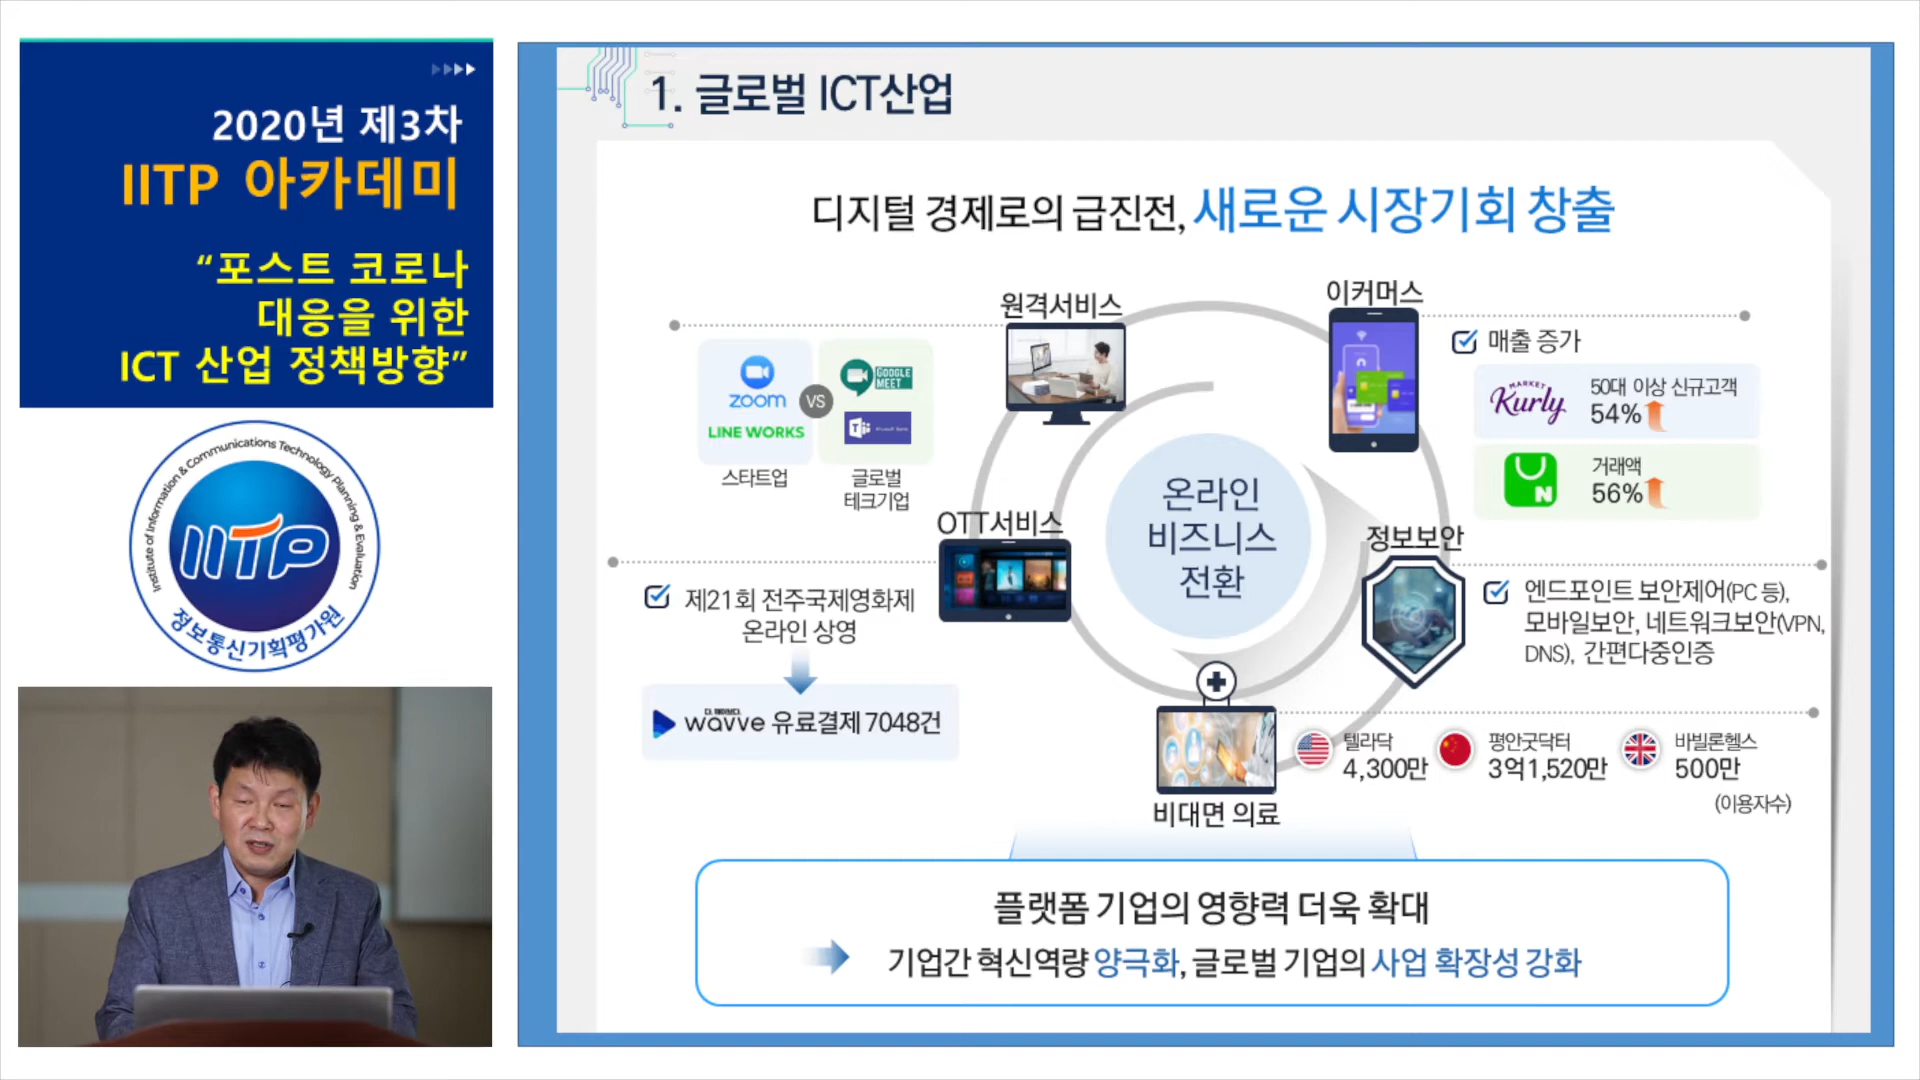 2020년 제3차
IITP 아카데미
“포스트 코로나
대응을 위한
ICT 산업 정책방향”
Institute of Information & Communications Technology Planning & Evaluation
IITP
정보통신기획평가원
1. 글로벌 ICT산업
디지털 경제로의 급진전, 새로운 시장기회 창출
원격서비스
zoom
LINE WORKS
스타트업
VS
GOOGLE
MEET
글로벌
테크기업
이커머스
매출 증가
MARKET
Kurly
50대 이상 신규고객
54%
N
거래액
56%
OTT서비스
제21회 전주국제영화제
온라인 상영
wavve 유료결제 7048건
온라인
비즈니스
전환
정보보안
엔드포인트 보안제어(PC 등),
모바일보안, 네트워크보안(VPN,
DNS), 간편다중인증
비대면 의료
텔라닥
4,300만
평안굿닥터
3억1,520만
바빌론헬스
500만
(이용자수)
플랫폼 기업의 영향력 더욱 확대
기업간 혁신역량 양극화, 글로벌 기업의 사업 확장성 강화